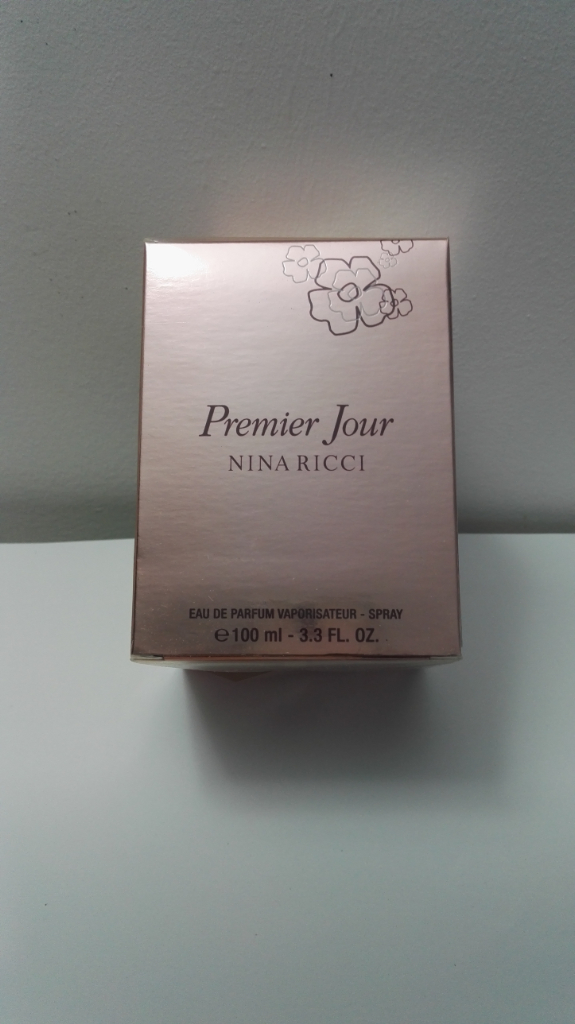 Premier Jour
NINA RICCI
EAU DE PARFUM VAPORISATEUR - SPRAY
℮ 100 ml - 3.3 FL. OZ.